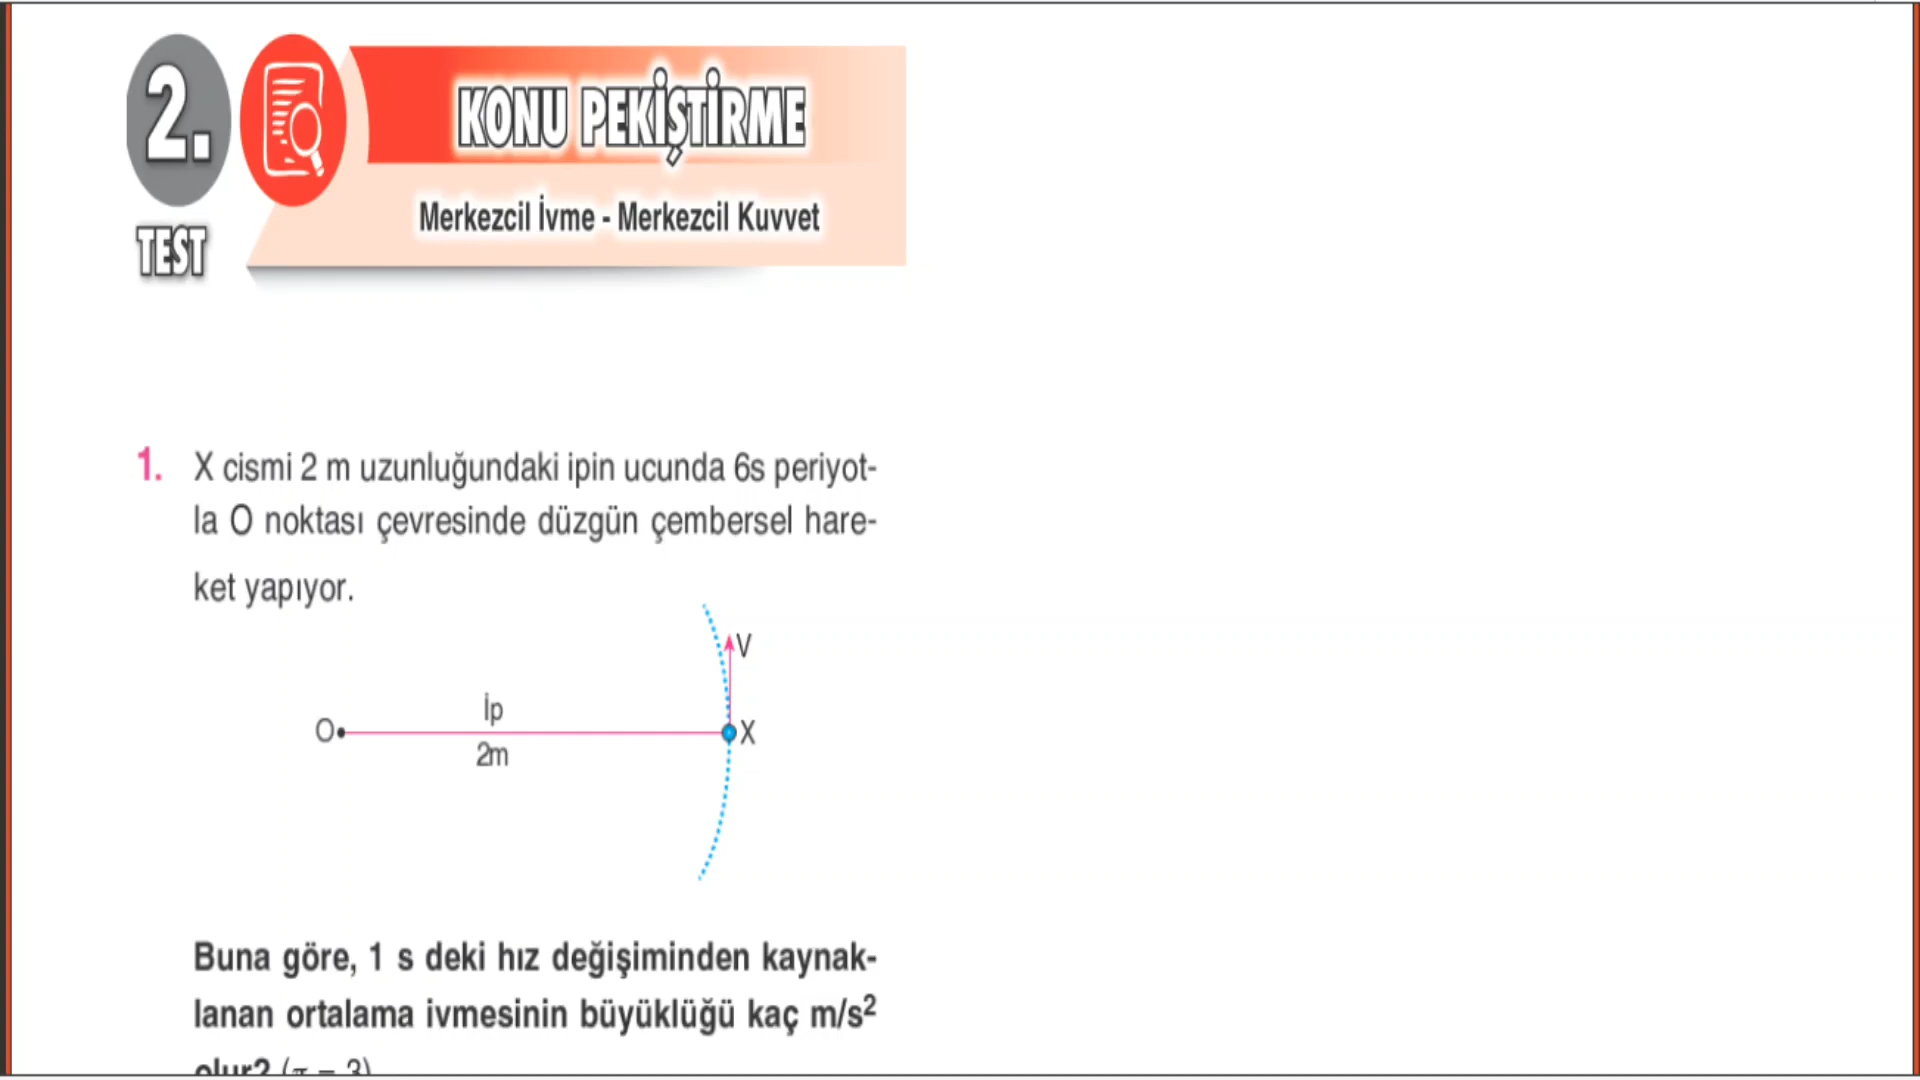 2.
TEST
KONU PEKİŞTİRME
Merkezcil İvme - Merkezcil Kuvvet
1. X cismi 2 m uzunluğundaki ipin ucunda 6s periyot-
la O noktası çevresinde düzgün çembersel hare-
ket yapıyor.
V
İp
O
X
2m
Buna göre, 1 s deki hız değişiminden kaynak-
lanan ortalama ivmesinin büyüklüğü kaç m/s²
olur? (π = 3)